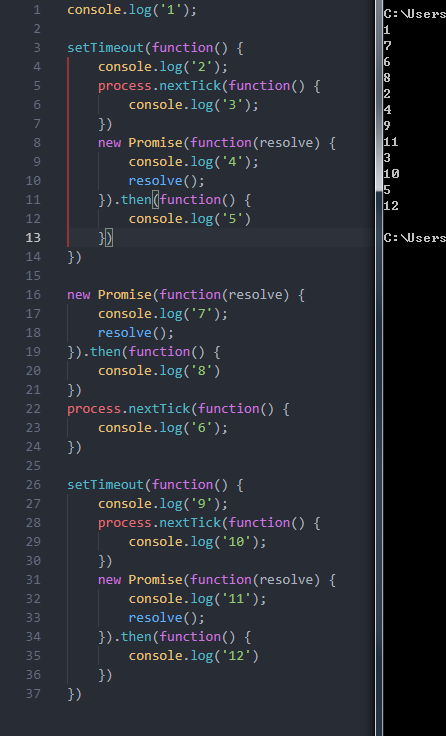 1 console.log('1');
2
3 setTimeout(function() {
4     console.log('2');
5     process.nextTick(function() {
6         console.log('3');
7     })
8     new Promise(function(resolve) {
9         console.log('4');
10         resolve();
11     }).then(function() {
12         console.log('5')
13     })
14 })
15
16 new Promise(function(resolve) {
17     console.log('7');
18     resolve();
19 }).then(function() {
20     console.log('8')
21 })
22 process.nextTick(function() {
23     console.log('6');
24 })
25
26 setTimeout(function() {
27     console.log('9');
28     process.nextTick(function() {
29         console.log('10');
30     })
31     new Promise(function(resolve) {
32         console.log('11');
33         resolve();
34     }).then(function() {
35         console.log('12')
36     })
37 })
C:\Users
1
7
6
8
2
4
9
11
3
10
5
12
C:\Users